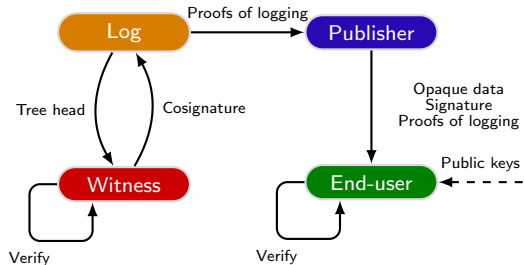 Proofs of logging
Log
Publisher
Tree head
Cosignature
Opaque data
Signature
Proofs of logging
Public keys
Witness
End-user
Verify
Verify